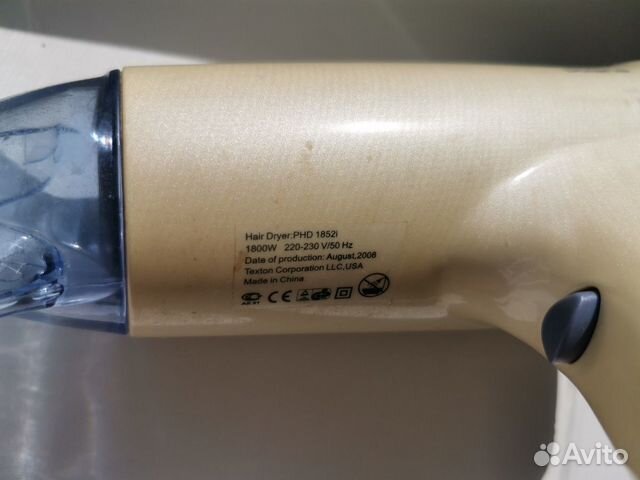 Hair Dryer:PHD 1852i
1800W 220-230 V/50 Hz
Date of production: August,2006
Texton Corporation LLC,USA
Made in China
CE
Avito